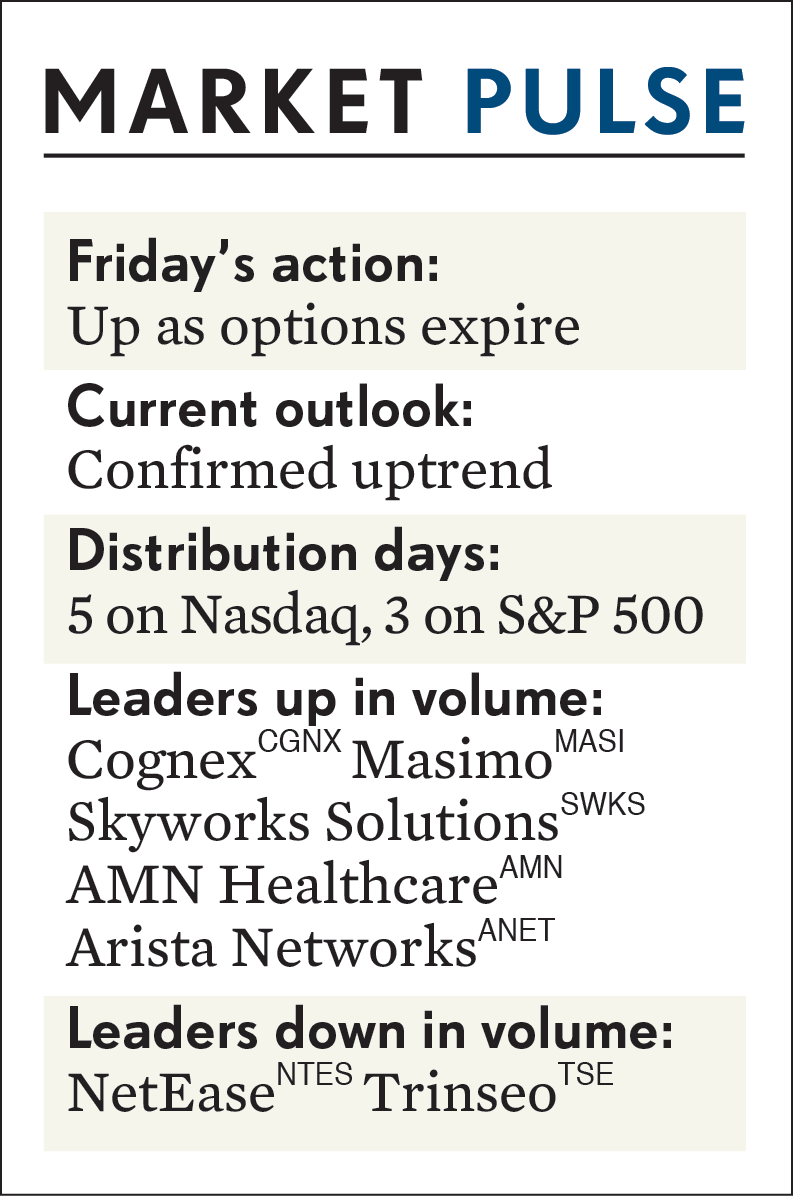 MARKET PULSE
Friday’s action:
Up as options expire
Current outlook:
Confirmed uptrend
Distribution days:
5 on Nasdaq, 3 on S&P 500
Leaders up in volume:
Cognex CGNX Masimo MASI
Skyworks Solutions SWKS
AMN Healthcare AMN
Arista Networks ANET
Leaders down in volume:
NetEase NTES Trinseo TSE